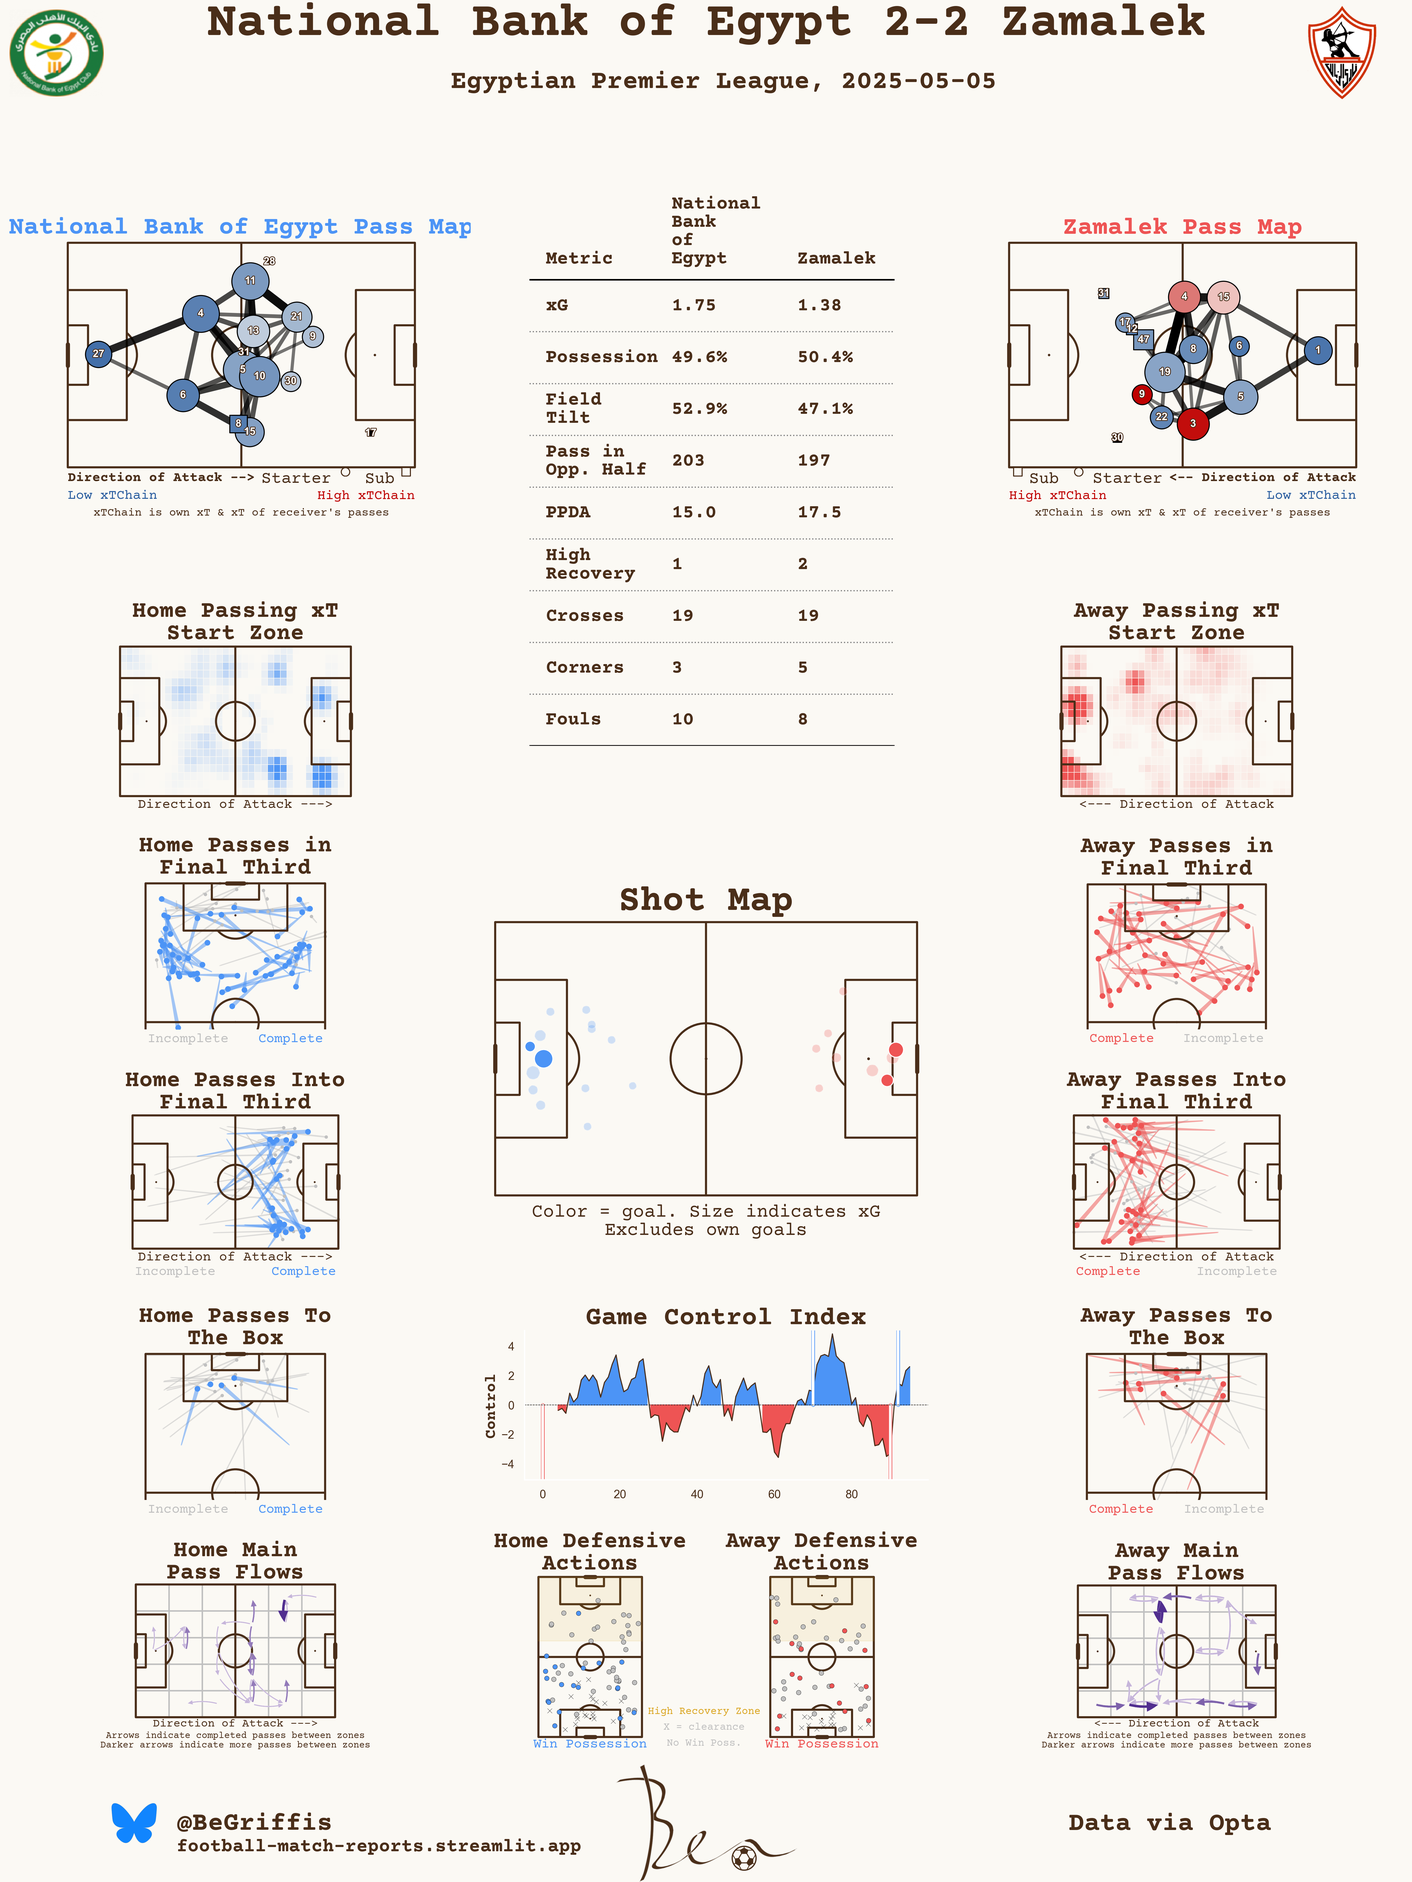 National Bank of Egypt 2-2 Zamalek
Egyptian Premier League, 2025-05-05
National Bank of Egypt Pass Map
28
11
4
21
13
9
31
27
5
10
30
6
8
15
17
Direction of Attack --> Starter Sub
Low xTChain High xTChain
xTChain is own xT & xT of receiver's passes
Metric National Bank of Egypt Zamalek
xG 1.75 1.38
Possession 49.6% 50.4%
Field Tilt 52.9% 47.1%
Pass in Opp. Half 203 197
PPDA 15.0 17.5
High Recovery 1 2
Crosses 19 19
Corners 3 5
Fouls 10 8
Zamalek Pass Map
31
4
15
17
12
47
8
6
1
19
9
5
22
3
30
Sub Starter <-- Direction of Attack
High xTChain Low xTChain
xTChain is own xT & xT of receiver's passes
Home Passing xT
Start Zone
Direction of Attack --->
Away Passing xT
Start Zone
<--- Direction of Attack
Home Passes in
Final Third
Incomplete Complete
Away Passes in
Final Third
Complete Incomplete
Shot Map
Color = goal. Size indicates xG
Excludes own goals
Home Passes Into
Final Third
Direction of Attack --->
Incomplete Complete
Away Passes Into
Final Third
<--- Direction of Attack
Complete Incomplete
Home Passes To
The Box
Incomplete Complete
Game Control Index
Control
4
2
0
−2
−4
0 20 40 60 80
Away Passes To
The Box
Complete Incomplete
Home Main
Pass Flows
Direction of Attack --->
Arrows indicate completed passes between zones
Darker arrows indicate more passes between zones
Home Defensive
Actions
Win Possession
High Recovery Zone
X = clearance
No Win Poss.
Away Defensive
Actions
Win Possession
Away Main
Pass Flows
<--- Direction of Attack
Arrows indicate completed passes between zones
Darker arrows indicate more passes between zones
@BeGriffis
football-match-reports.streamlit.app
Ben
Data via Opta